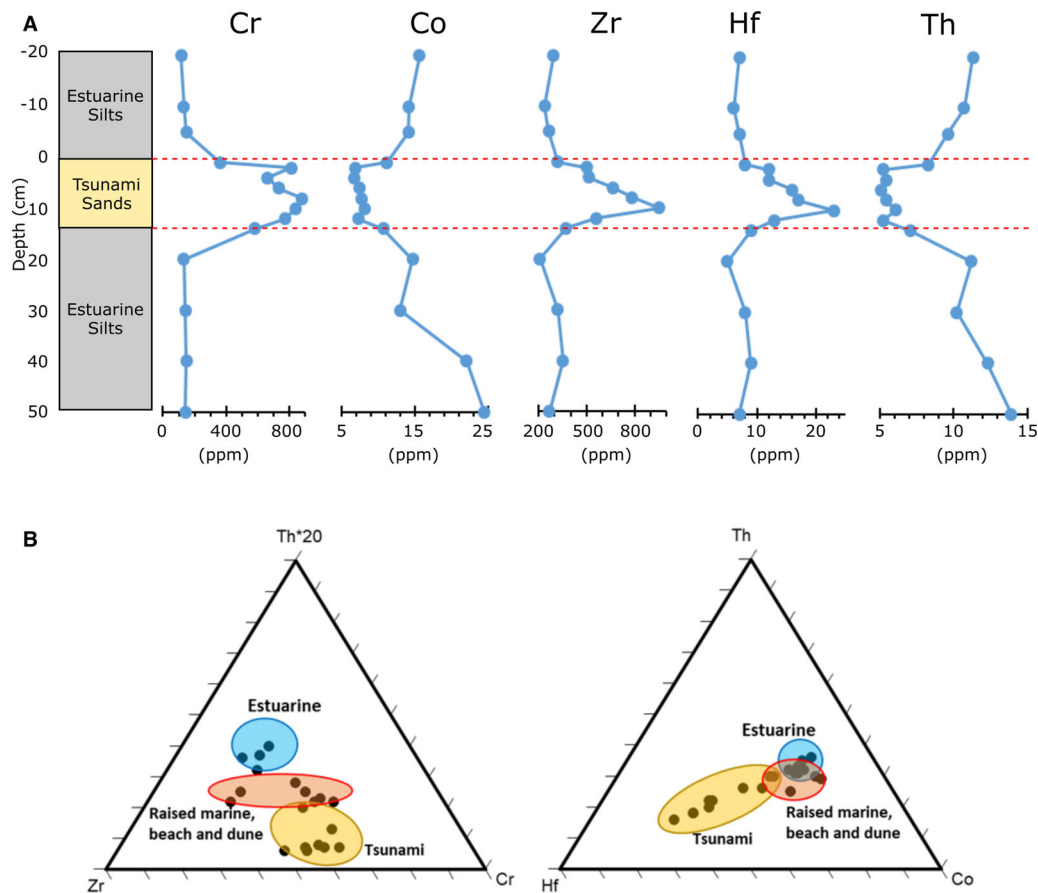 A
Cr Co Zr Hf Th
-20
-10
0
10
20
30
40
50
Depth (cm)
Estuarine
Silts
Tsunami
Sands
Estuarine
Silts
0 400 800
(ppm)
5 15 25
(ppm)
200 500 800
(ppm)
0 10 20
(ppm)
5 10 15
(ppm)
B
Th*20
Estuarine
Raised marine,
beach and dune
Tsunami
Zr
Cr
Th
Estuarine
Raised marine,
beach and dune
Tsunami
Hf
Co